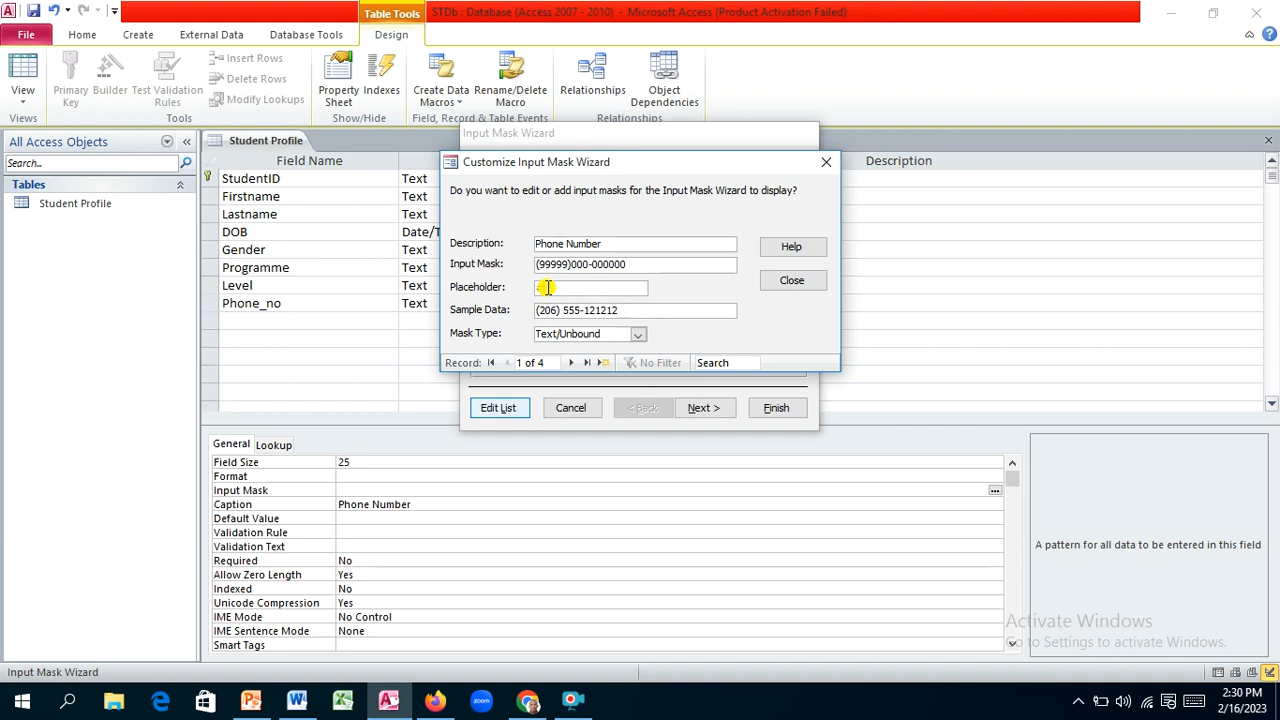 STDb : Database (Access 2007 - 2010) - Microsoft Access (Product Activation Failed)
Table Tools
File
Home
Create
External Data
Database Tools
Design
View
Primary Key
Builder
Test Validation Rules
Insert Rows
Delete Rows
Modify Lookups
Property Sheet
Indexes
Create Data Macros
Rename/Delete Macro
Relationships
Object Dependencies
Views
Tools
Show/Hide
Field, Record & Table Events
Relationships
All Access Objects
Search...
Tables
Student Profile
Student Profile
Field Name
Description
StudentID Text
Firstname Text
Lastname Text
DOB Date/T
Gender Text
Programme Text
Level Text
Phone_no Text
Input Mask Wizard
Customize Input Mask Wizard
Do you want to edit or add input masks for the Input Mask Wizard to display?
Description: Phone Number
Input Mask: (99999)000-000000
Placeholder:
Sample Data: (206) 555-121212
Mask Type: Text/Unbound
Help
Close
Record: 1 of 4 No Filter Search
Edit List
Cancel
< Back
Next >
Finish
General
Lookup
Field Size 25
Format
Input Mask
Caption Phone Number
Default Value
Validation Rule
Validation Text
Required No
Allow Zero Length Yes
Indexed No
Unicode Compression Yes
IME Mode No Control
IME Sentence Mode None
Smart Tags
A pattern for all data to be entered in this field
Activate Windows
Go to Settings to activate Windows.
Input Mask Wizard
2:30 PM
2/16/2023